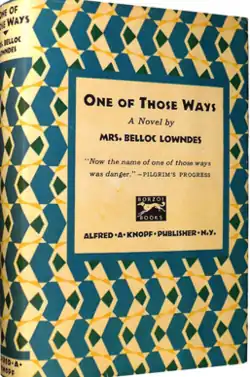 ONE OF
THOSE WAYS
MRS. BELLOC
LOWNDES
ONE OF THOSE WAYS
A Novel by
MRS. BELLOC LOWNDES
"Now the name of one of those ways
was danger."—PILGRIM'S PROGRESS
BORZOI
BOOKS
ALFRED·A·KNOPF·PUBLISHER·N.Y.
ALFRED·A·
KNOPF